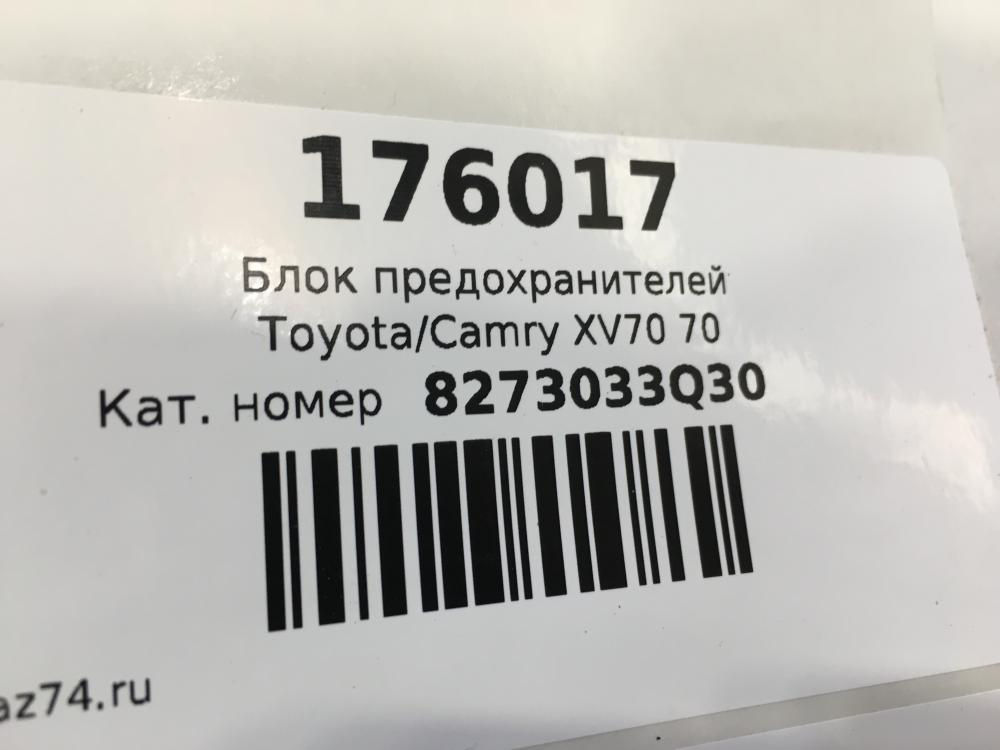 176017
Блок предохранителей
Toyota/Camry XV70 70
Кат. номер 8273033Q30
az74.ru